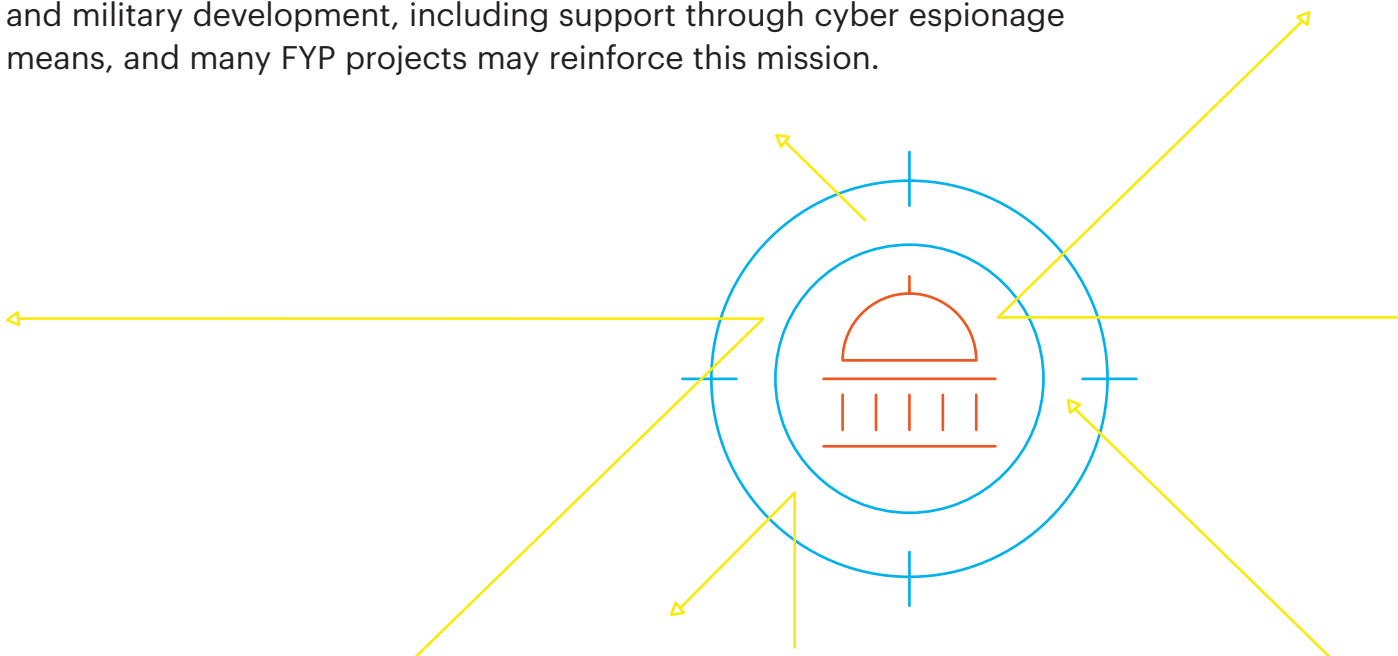 and military development, including support through cyber espionage
means, and many FYP projects may reinforce this mission.